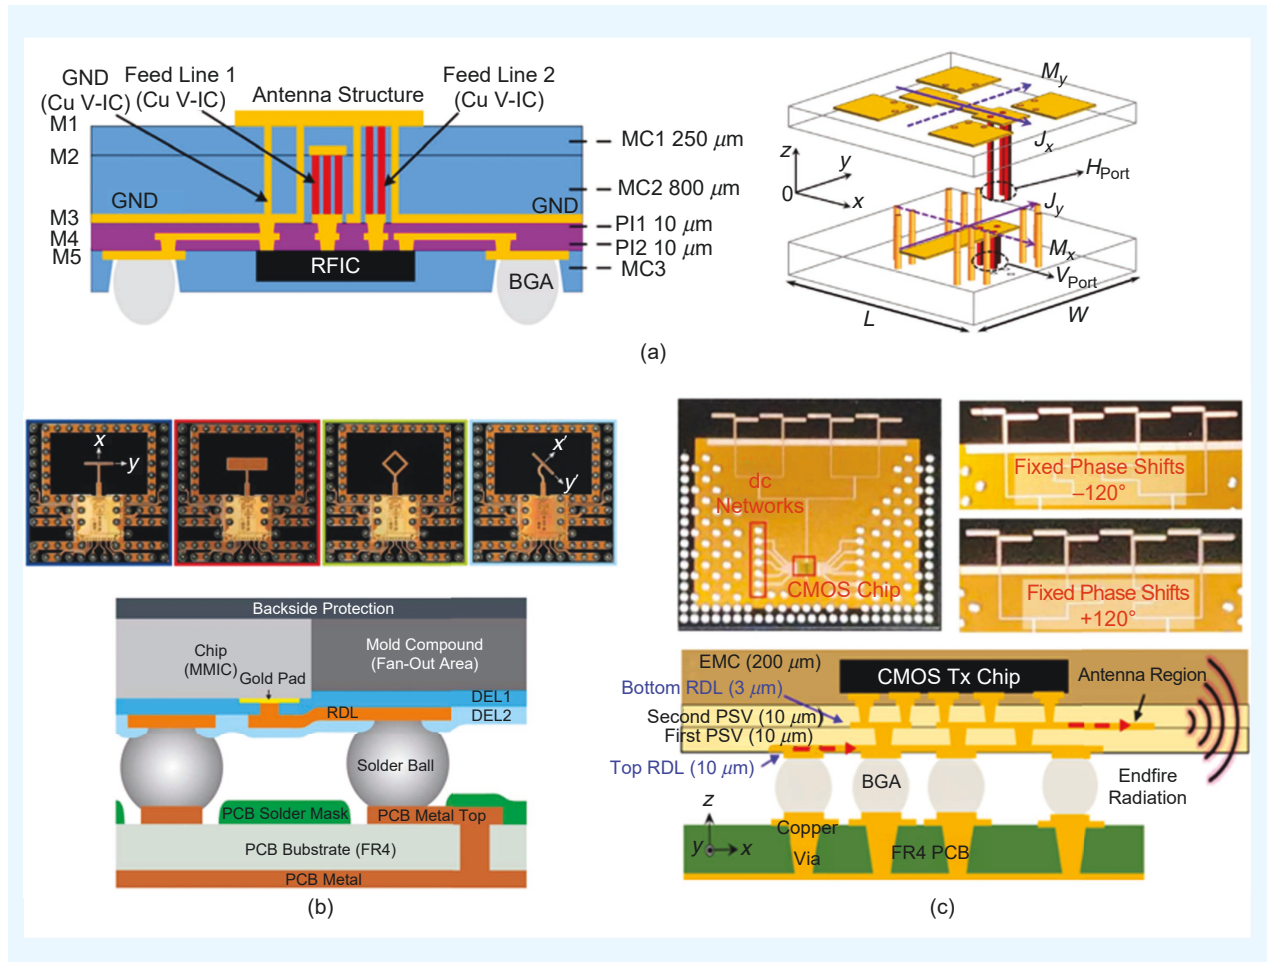 GND
(Cu V-IC)
Feed Line 1
(Cu V-IC)
Antenna Structure
Feed Line 2
(Cu V-IC)
M1
M2
M3
M4
M5
GND
GND
RFIC
BGA
MC1 250 μm
MC2 800 μm
PI1 10 μm
PI2 10 μm
MC3
z
y
0
x
My
Jx
HPort
Jy
Mx
VPort
L
W
(a)
x
y
x′
y′
Backside Protection
Chip
(MMIC)
Mold Compound
(Fan-Out Area)
Gold Pad
DEL1
RDL
DEL2
Solder Ball
PCB Solder Mask
PCB Metal Top
PCB Bubstrate (FR4)
PCB Metal
(b)
dc
Networks
CMOS Chip
Fixed Phase Shifts
–120°
Fixed Phase Shifts
+120°
EMC (200 μm)
CMOS Tx Chip
Antenna Region
Bottom RDL (3 μm)
Second PSV (10 μm)
First PSV (10 μm)
Top RDL (10 μm)
BGA
Endfire
Radiation
z
y
x
Copper
Via
FR4 PCB
(c)